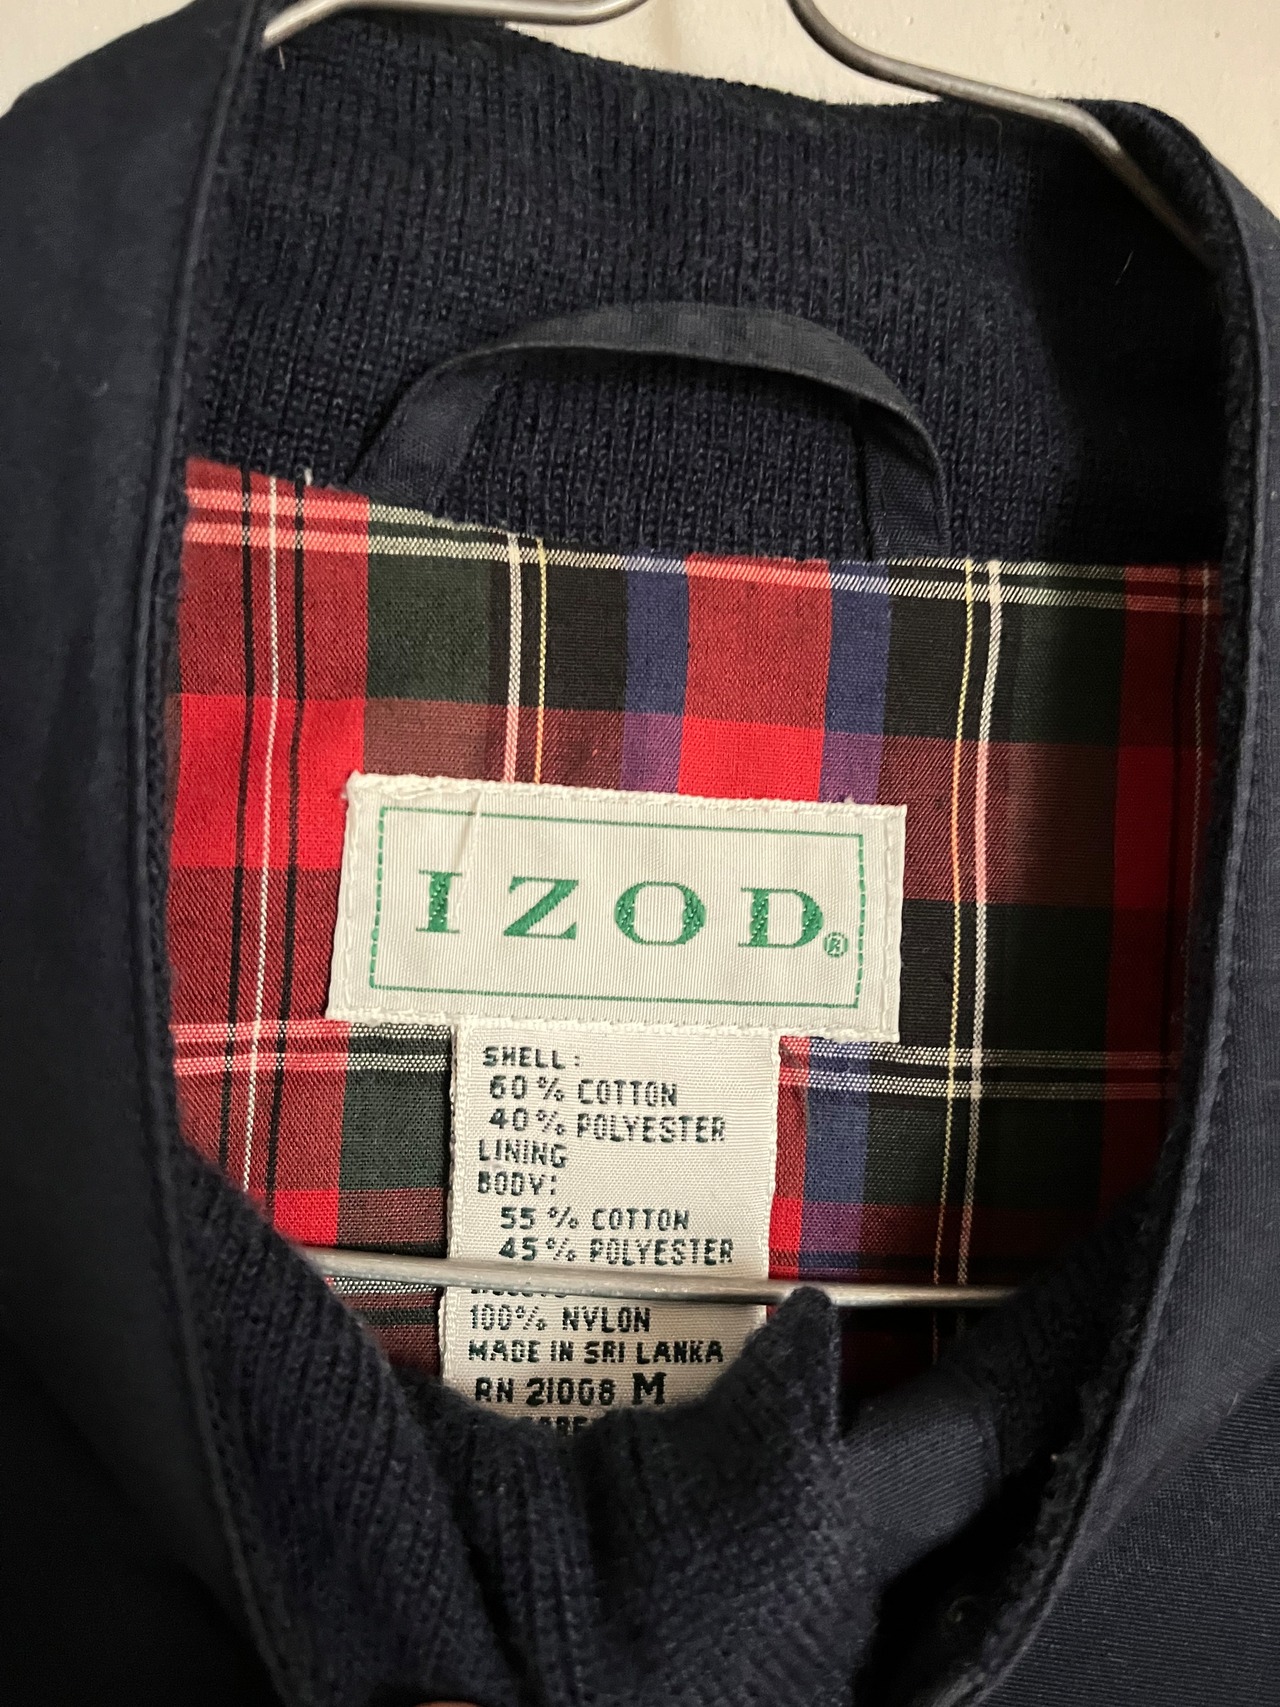 IZOD®
SHELL:
60% COTTON
40% POLYESTER
LINING
BODY:
55% COTTON
45% POLYESTER
100% NYLON
MADE IN SRI LANKA
RN 21068 M